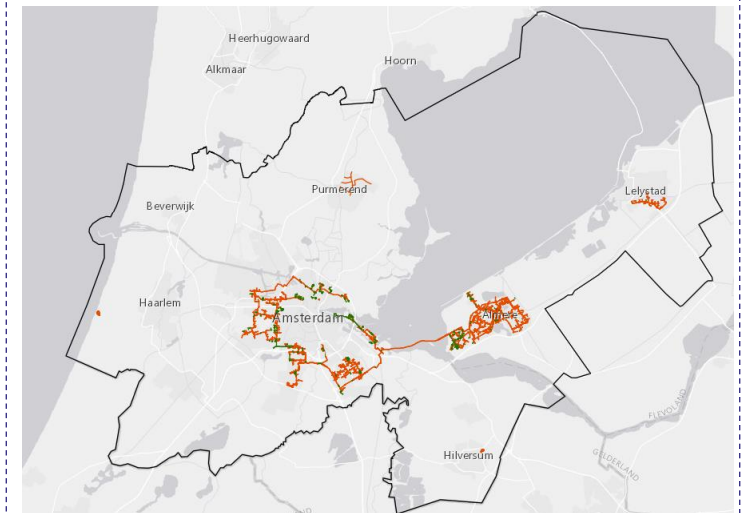 Heerhugowaard
Alkmaar
Hoorn
Purmerend
Lelystad
Beverwijk
Haarlem
Amsterdam
Almere
FLEVOLAND
GELDERLAND
Hilversum